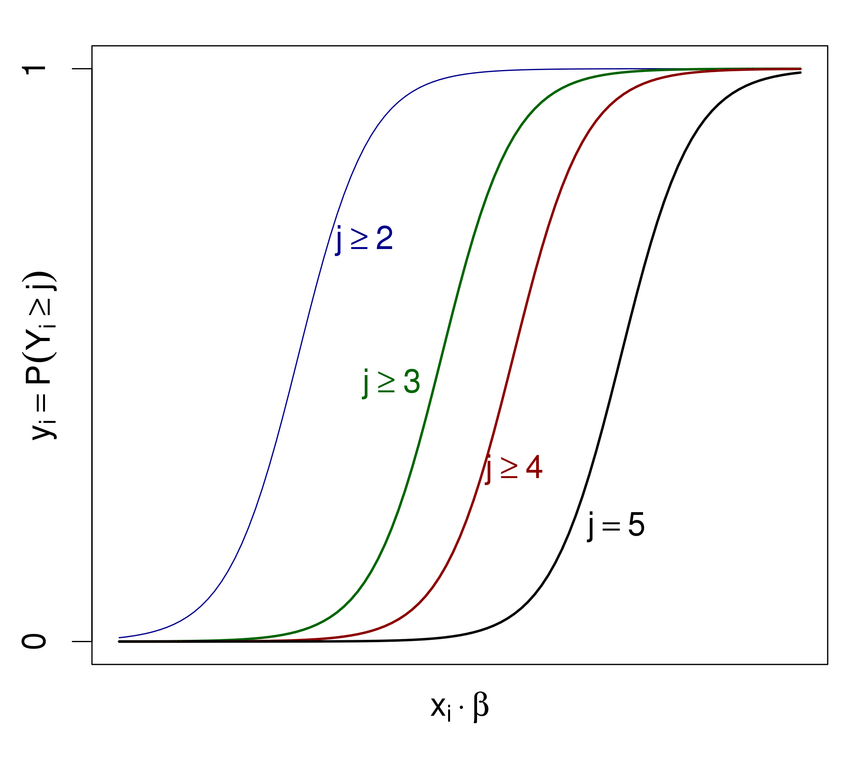 1
yᵢ = P(Yᵢ ≥ j)
0
j ≥ 2
j ≥ 3
j ≥ 4
j = 5
xᵢ · β